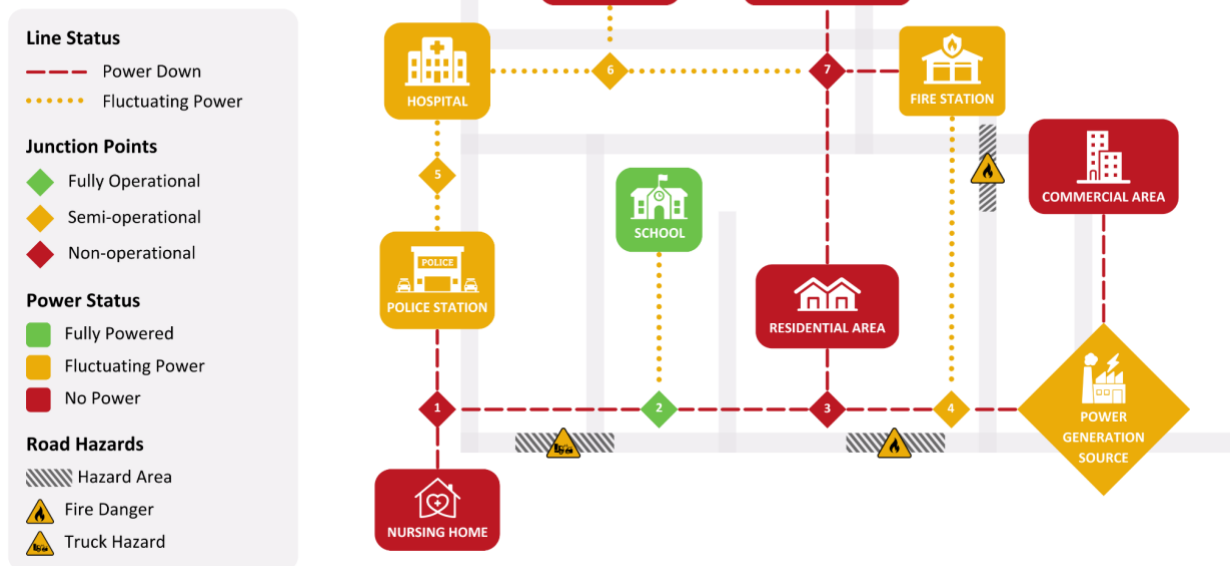 Line Status
Power Down
Fluctuating Power
Junction Points
Fully Operational
Semi-operational
Non-operational
Power Status
Fully Powered
Fluctuating Power
No Power
Road Hazards
Hazard Area
Fire Danger
Truck Hazard
HOSPITAL
6
7
FIRE STATION
5
COMMERCIAL AREA
SCHOOL
POLICE
POLICE STATION
RESIDENTIAL AREA
1
2
3
4
POWER
GENERATION
SOURCE
NURSING HOME